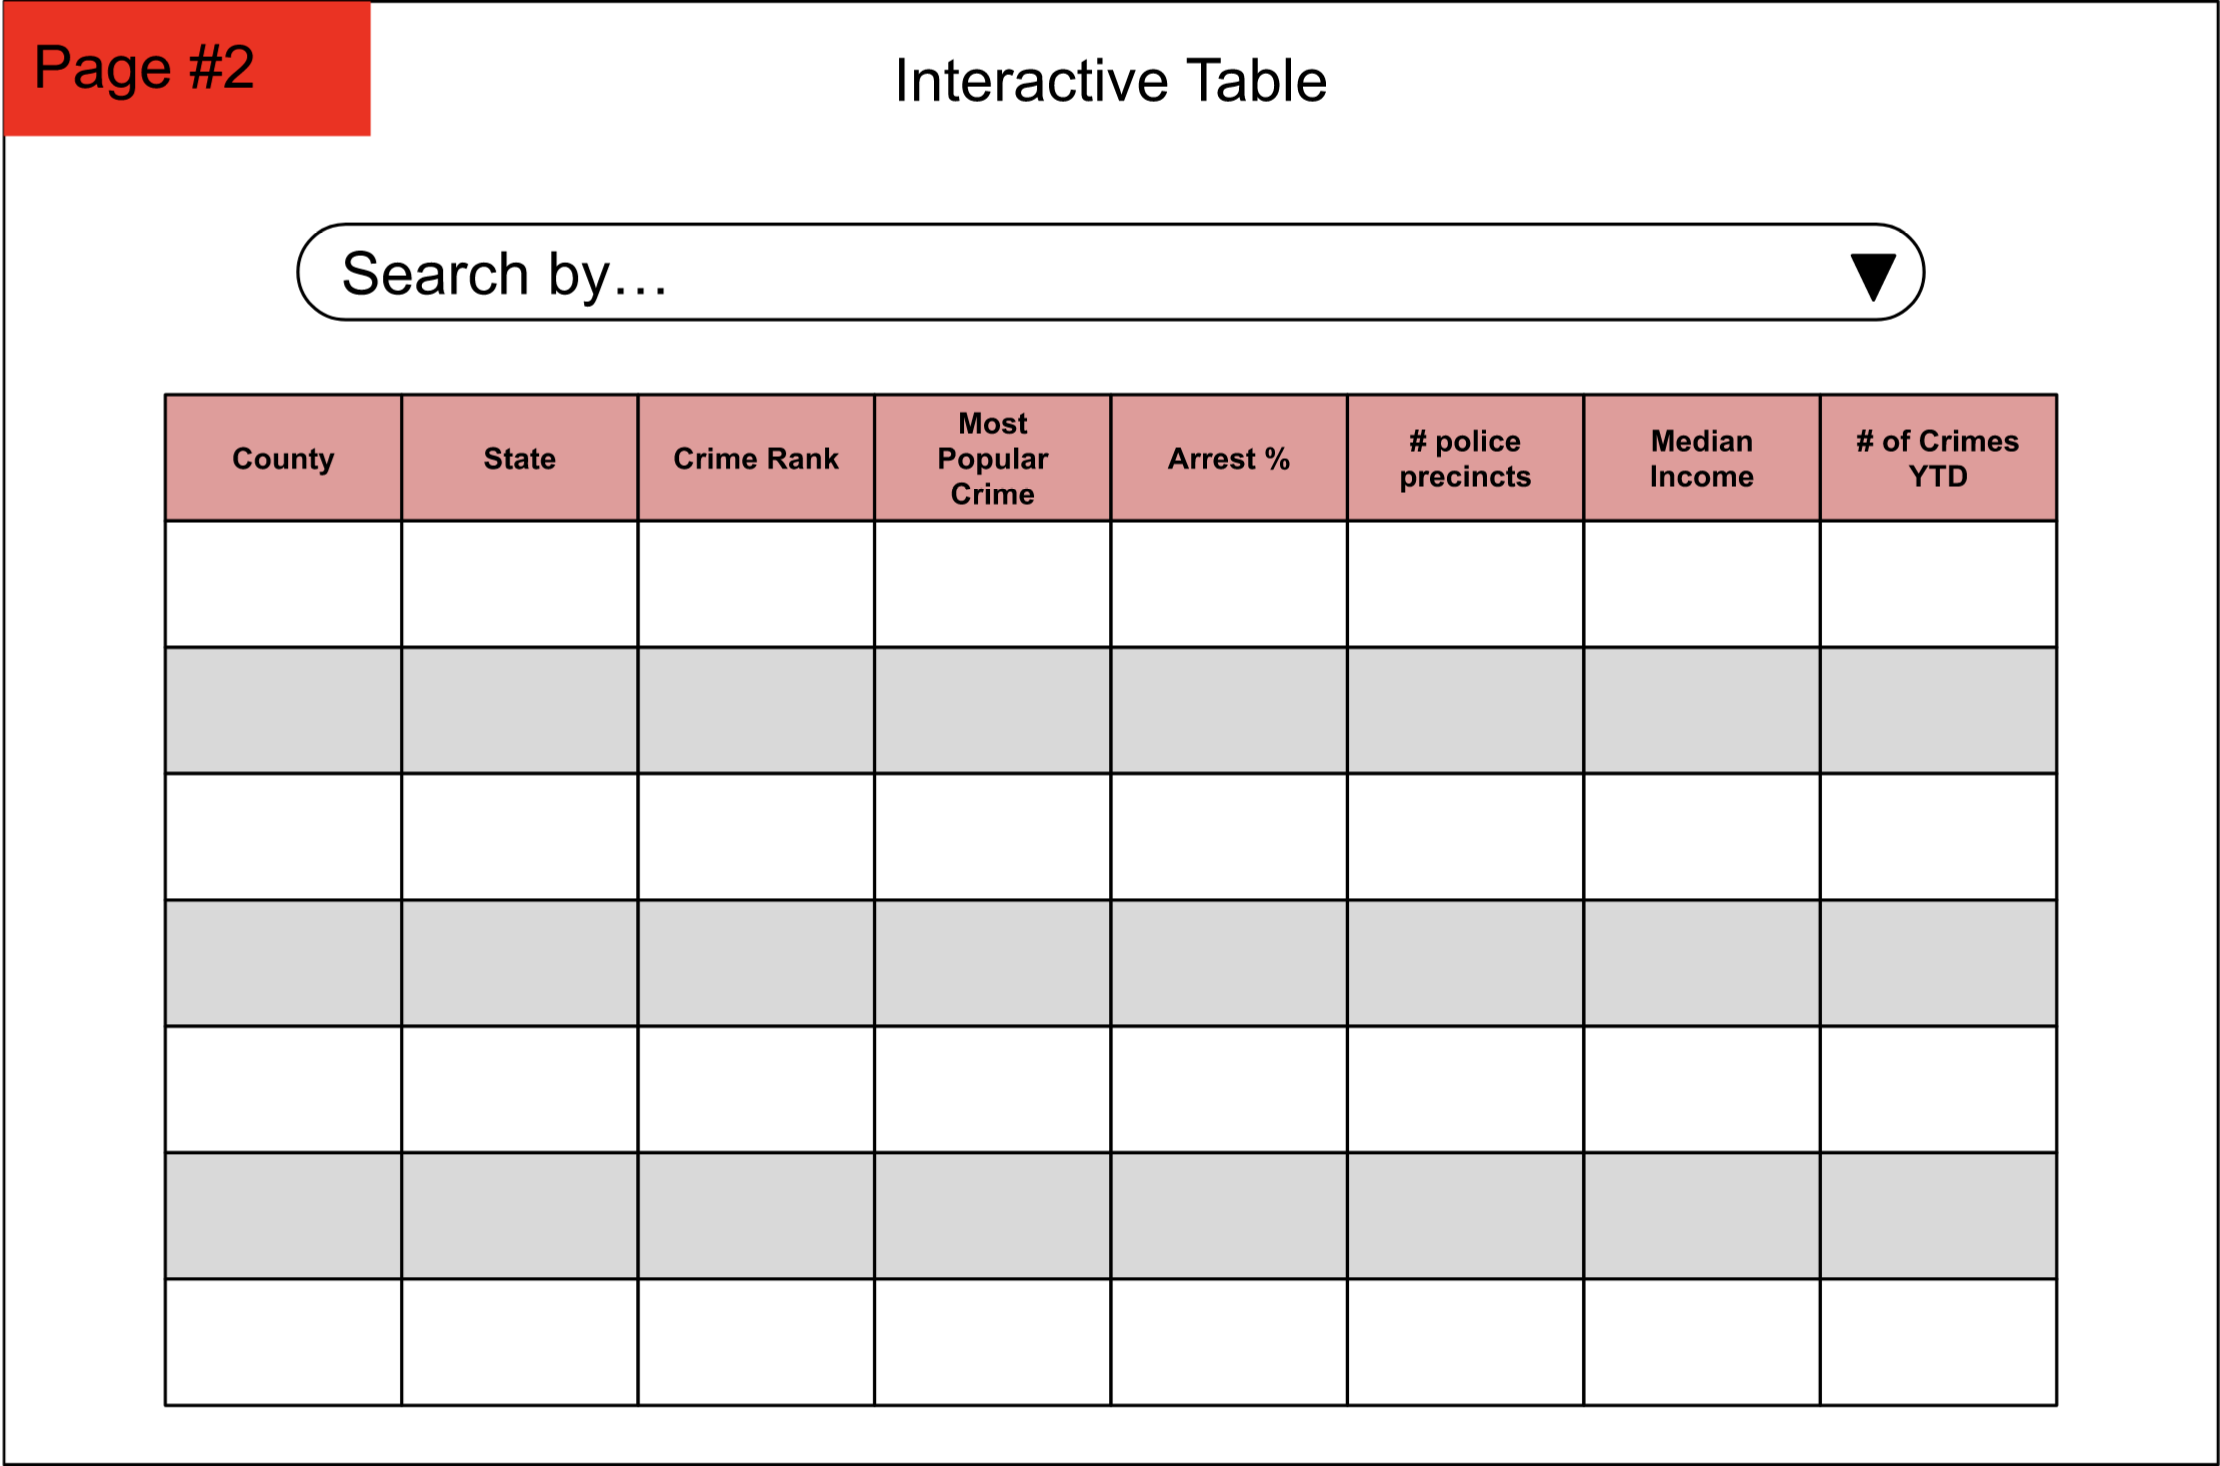 Page #2
Interactive Table
Search by…
County
State
Crime Rank
Most
Popular
Crime
Arrest %
# police
precincts
Median
Income
# of Crimes
YTD